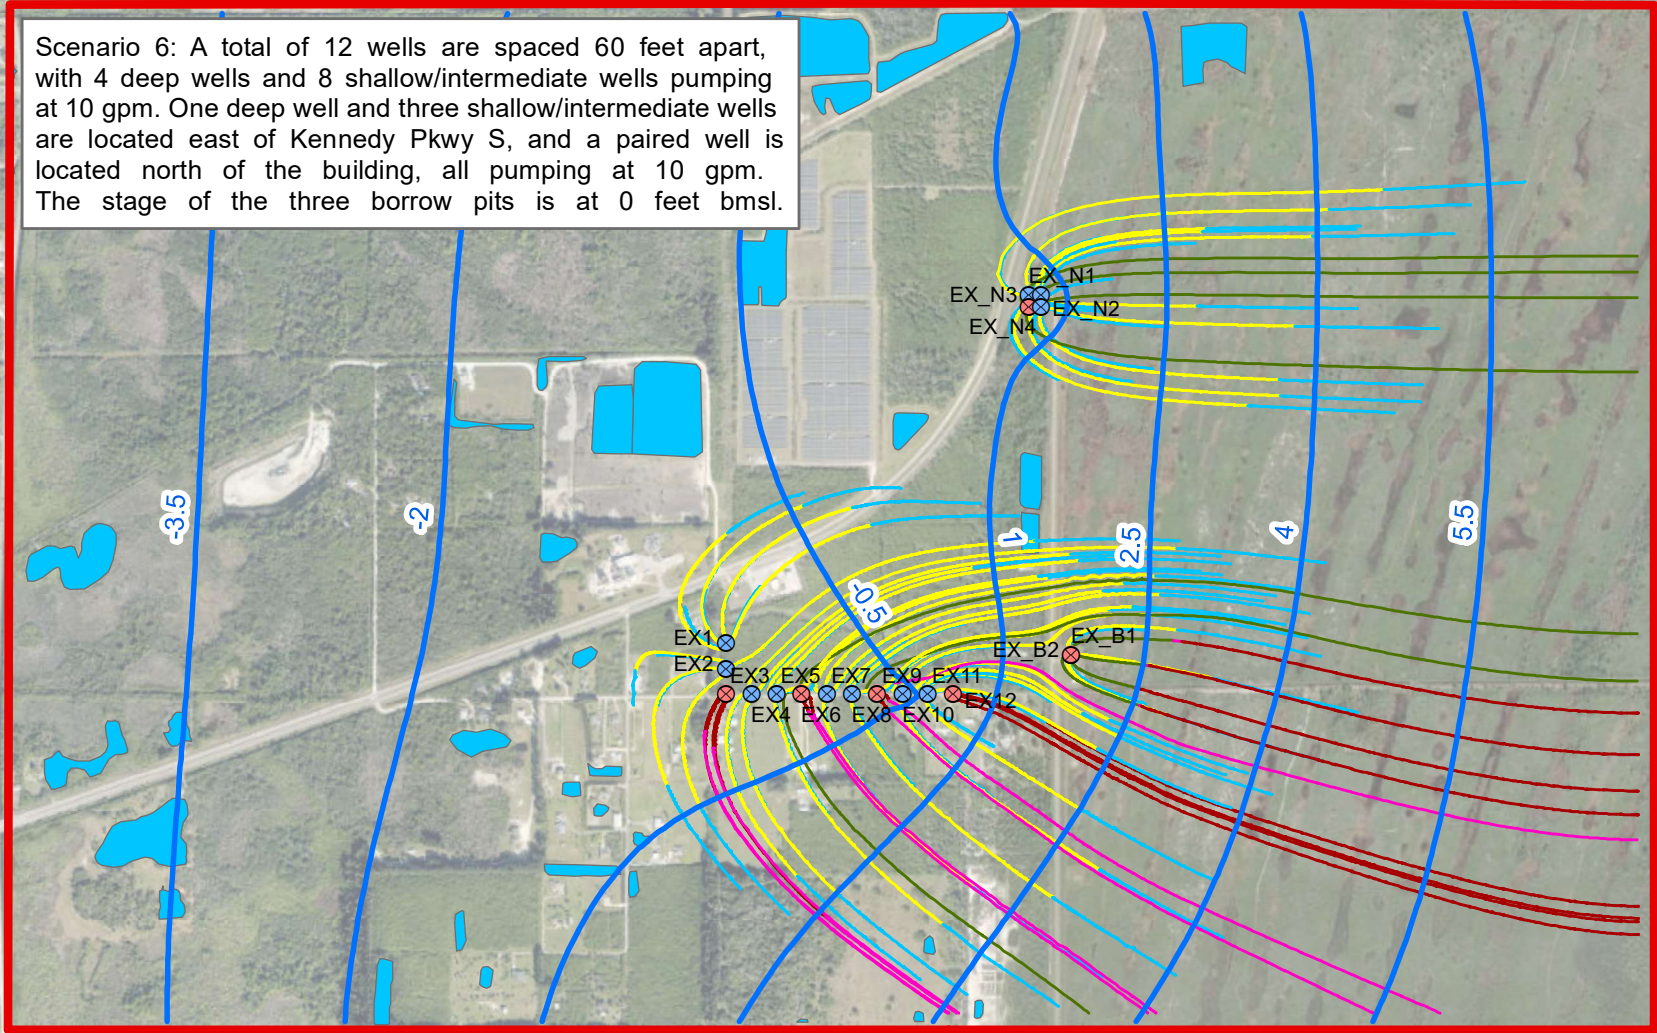 Scenario 6: A total of 12 wells are spaced 60 feet apart,
with 4 deep wells and 8 shallow/intermediate wells pumping
at 10 gpm. One deep well and three shallow/intermediate wells
are located east of Kennedy Pkwy S, and a paired well is
located north of the building, all pumping at 10 gpm.
The stage of the three borrow pits is at 0 feet bmsl.
EX_N1
EX_N3
EX_N2
EX_N4
-3.5
-2
1
2.5
4
5.5
-0.5
EX1
EX_B1
EX_B2
EX2
EX3
EX5
EX7
EX9
EX11
EX12
EX4
EX6
EX8
EX10